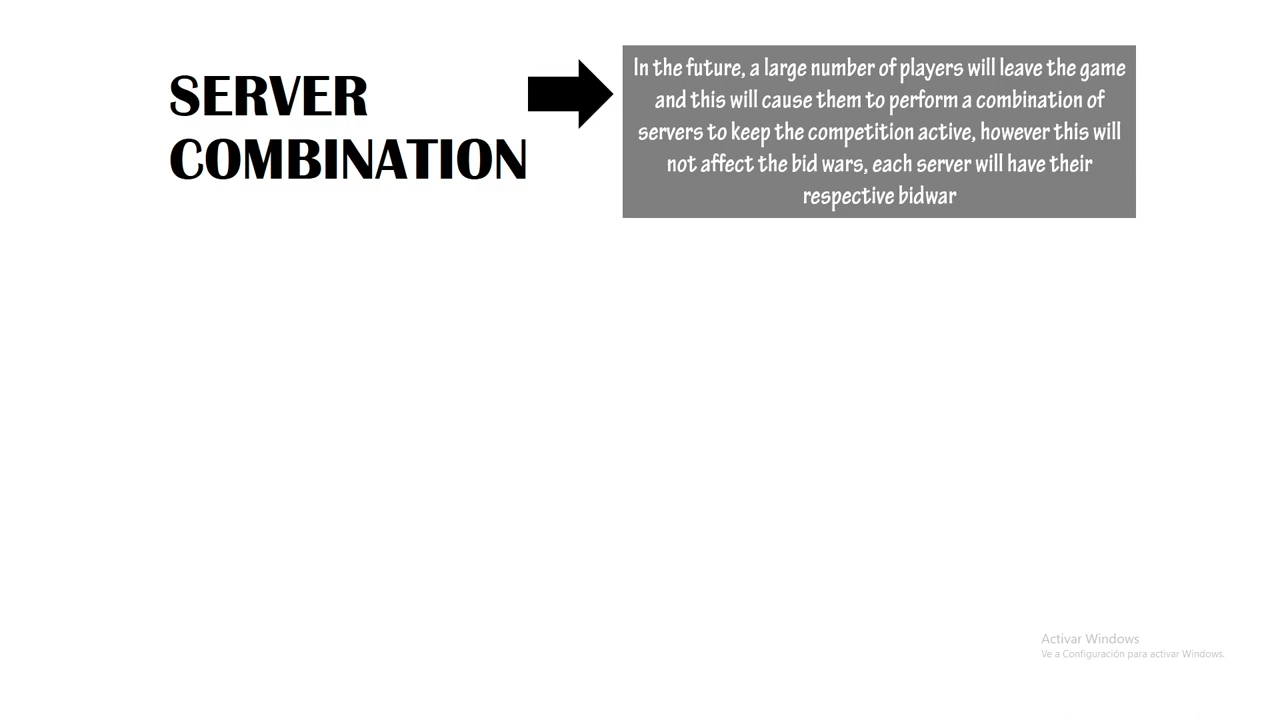 SERVER
COMBINATION
In the future, a large number of players will leave the game
and this will cause them to perform a combination of
servers to keep the competition active, however this will
not affect the bid wars, each server will have their
respective bidwar
Activar Windows
Ve a Configuración para activar Windows.